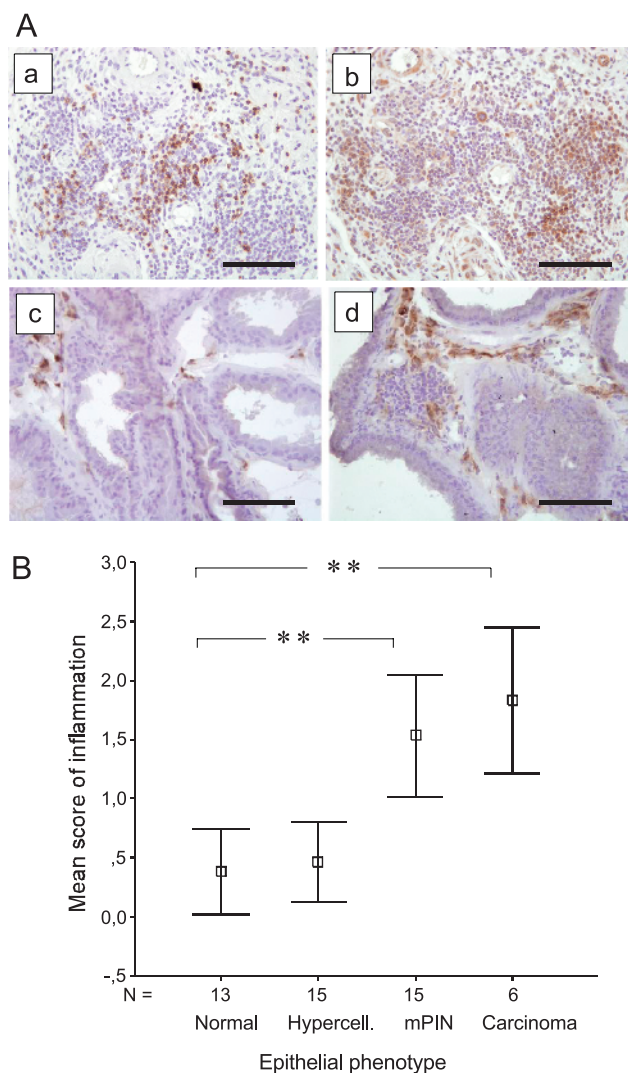 A
a
b
c
d
B
Mean score of inflammation
3,0
2,5
2,0
1,5
1,0
,5
0,0
-,5
** 
**
N = 13 15 15 6
Normal Hypercell. mPIN Carcinoma
Epithelial phenotype